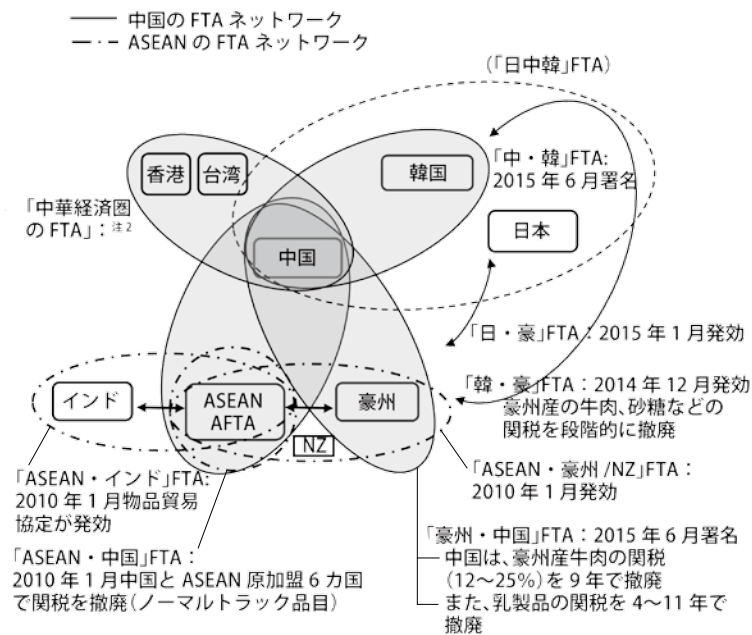 中国の FTA ネットワーク
ASEAN の FTA ネットワーク
(「日中韓」FTA)
香港
台湾
韓国
「中・韓」FTA:
2015 年 6 月署名
「中華経済圏
の FTA」:注2
日本
中国
「日・豪」FTA:2015 年 1 月発効
インド
ASEAN
AFTA
豪州
NZ
「韓・豪」FTA:2014 年 12 月発効
豪州産の牛肉、砂糖などの
関税を段階的に撤廃
「ASEAN・豪州/NZ」FTA:
2010 年 1 月発効
「ASEAN・インド」FTA:
2010 年 1 月物品貿易
協定が発効
「ASEAN・中国」FTA:
2010 年 1 月中国と ASEAN 原加盟 6 カ国
で関税を撤廃(ノーマルトラック品目)
「豪州・中国」FTA:2015 年 6 月署名
中国は、豪州産牛肉の関税
(12〜25%)を 9 年で撤廃
また、乳製品の関税を 4〜11 年で
撤廃